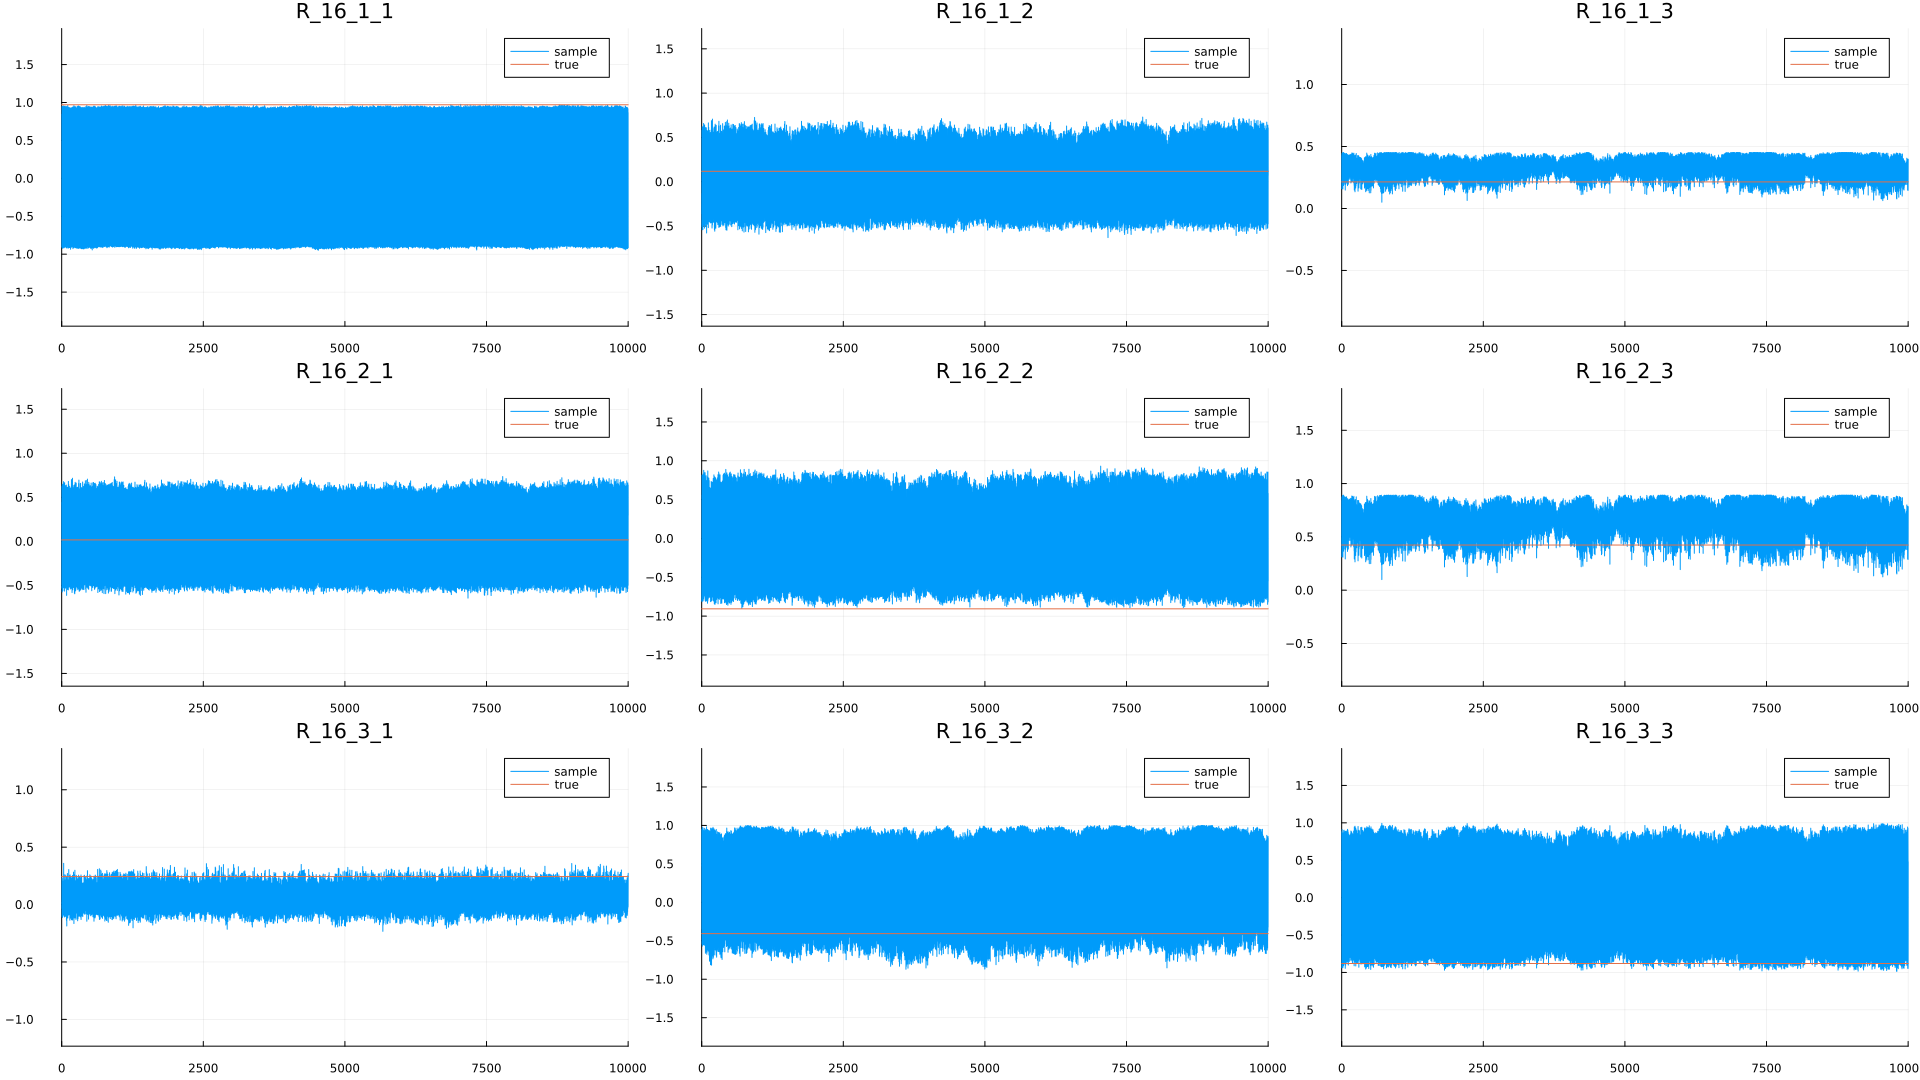 R_16_1_1 R_16_1_2 R_16_1_3
sample sample sample
true true true
1.5 1.5 1.0
1.0 1.0 0.5
0.5 0.5 0.0
0.0 0.0 −0.5
−0.5 −0.5
−1.0 −1.0
−1.5 −1.5
0 2500 5000 7500 10000 0 2500 5000 7500 10000 0 2500 5000 7500 1000
R_16_2_1 R_16_2_2 R_16_2_3
sample sample sample
true true true
1.5 1.5 1.5
1.0 1.0 1.0
0.5 0.5 0.5
0.0 0.0 0.0
−0.5 −0.5 −0.5
−1.0 −1.0
−1.5 −1.5
0 2500 5000 7500 10000 0 2500 5000 7500 10000 0 2500 5000 7500 1000
R_16_3_1 R_16_3_2 R_16_3_3
sample sample sample
true true true
1.0 1.5 1.5
0.5 1.0 1.0
0.0 0.5 0.5
−0.5 0.0 0.0
−1.0 −0.5 −0.5
−1.0 −1.0
−1.5 −1.5
0 2500 5000 7500 10000 0 2500 5000 7500 10000 0 2500 5000 7500 1000